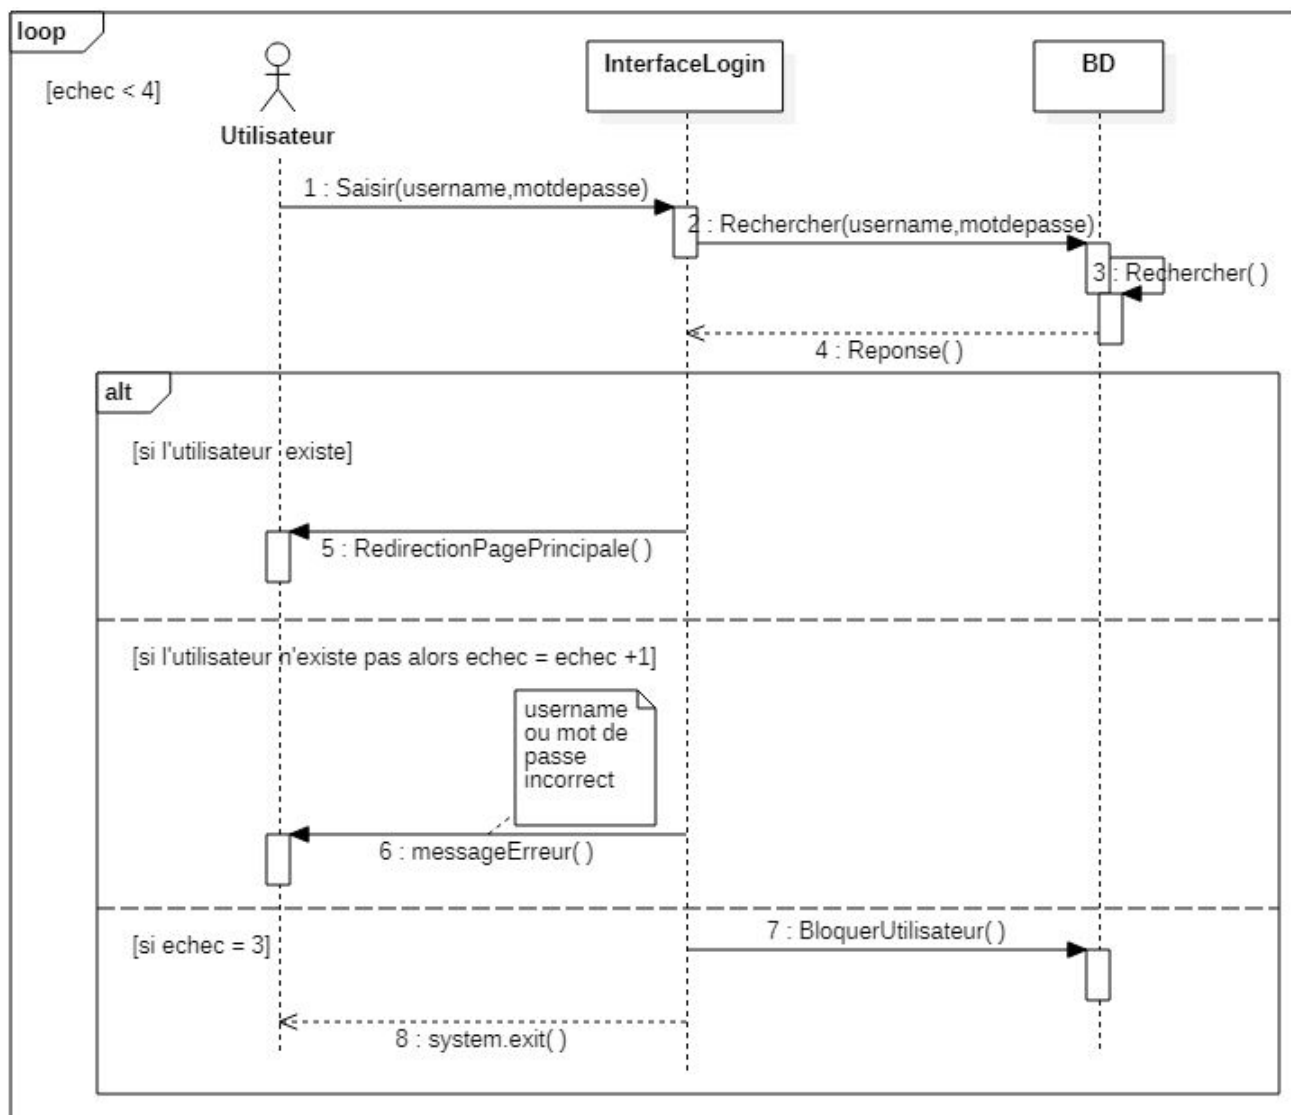 loop
[echec < 4]
Utilisateur
InterfaceLogin
BD
1 : Saisir(username,motdepasse)
2 : Rechercher(username,motdepasse)
3 : Rechercher( )
4 : Reponse( )
alt
[si l'utilisateur existe]
5 : RedirectionPagePrincipale( )
[si l'utilisateur n'existe pas alors echec = echec +1]
username
ou mot de
passe
incorrect
6 : messageErreur( )
[si echec = 3]
7 : BloquerUtilisateur( )
8 : system.exit( )